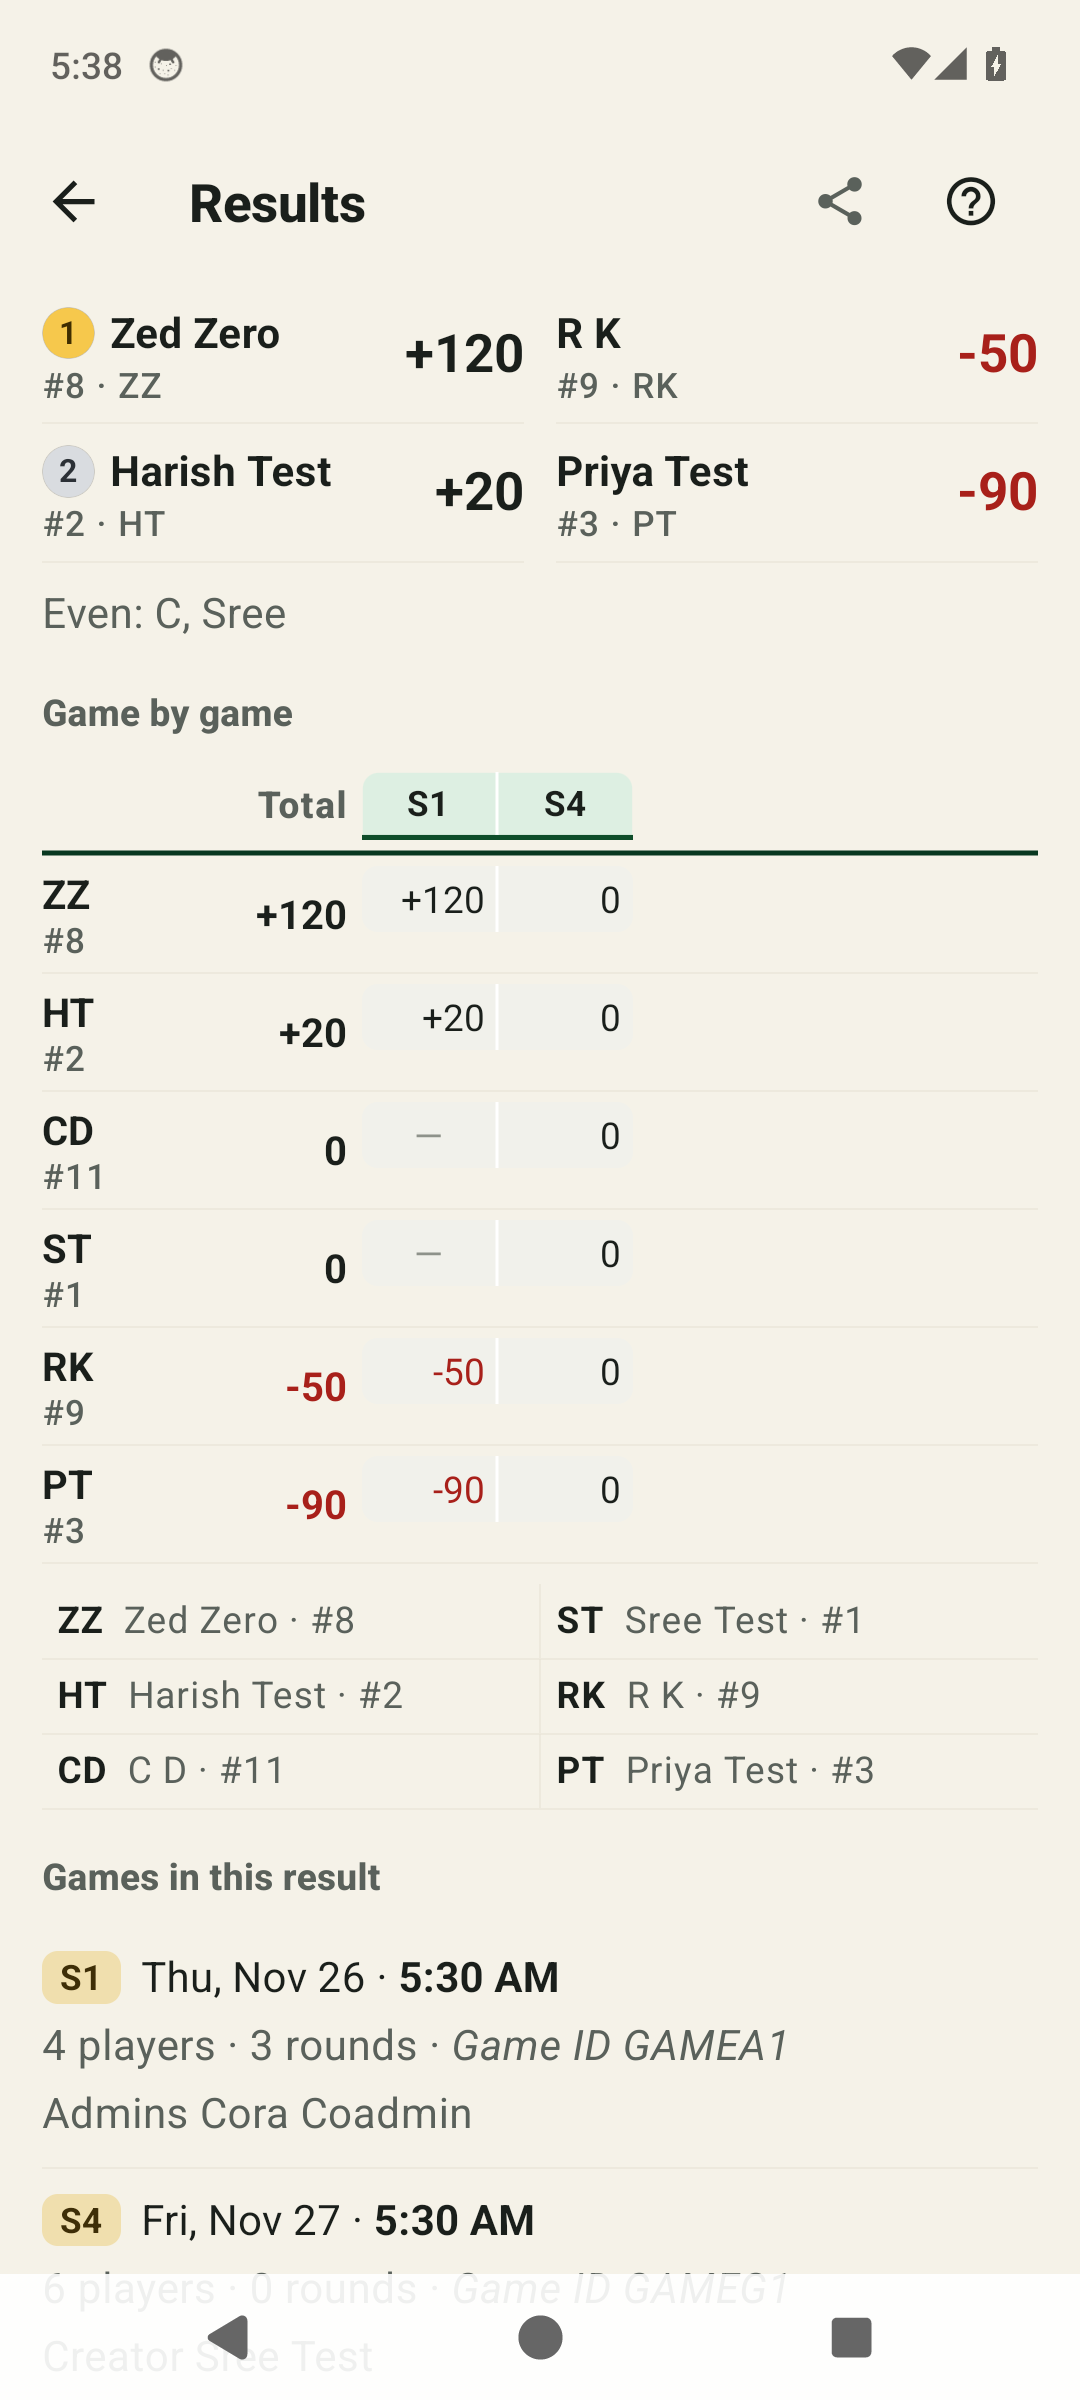 5:38
Results
1 Zed Zero +120
#8 · ZZ
R K -50
#9 · RK
2 Harish Test +20
#2 · HT
Priya Test -90
#3 · PT
Even: C, Sree
Game by game
Total S1 S4
ZZ +120 +120 0
#8
HT +20 +20 0
#2
CD 0 — 0
#11
ST 0 — 0
#1
RK -50 -50 0
#9
PT -90 -90 0
#3
ZZ Zed Zero · #8
ST Sree Test · #1
HT Harish Test · #2
RK R K · #9
CD C D · #11
PT Priya Test · #3
Games in this result
S1 Thu, Nov 26 · 5:30 AM
4 players · 3 rounds · Game ID GAMEA1
Admins Cora Coadmin
S4 Fri, Nov 27 · 5:30 AM
6 players · 0 rounds · Game ID GAMEG1
Creator Sree Test